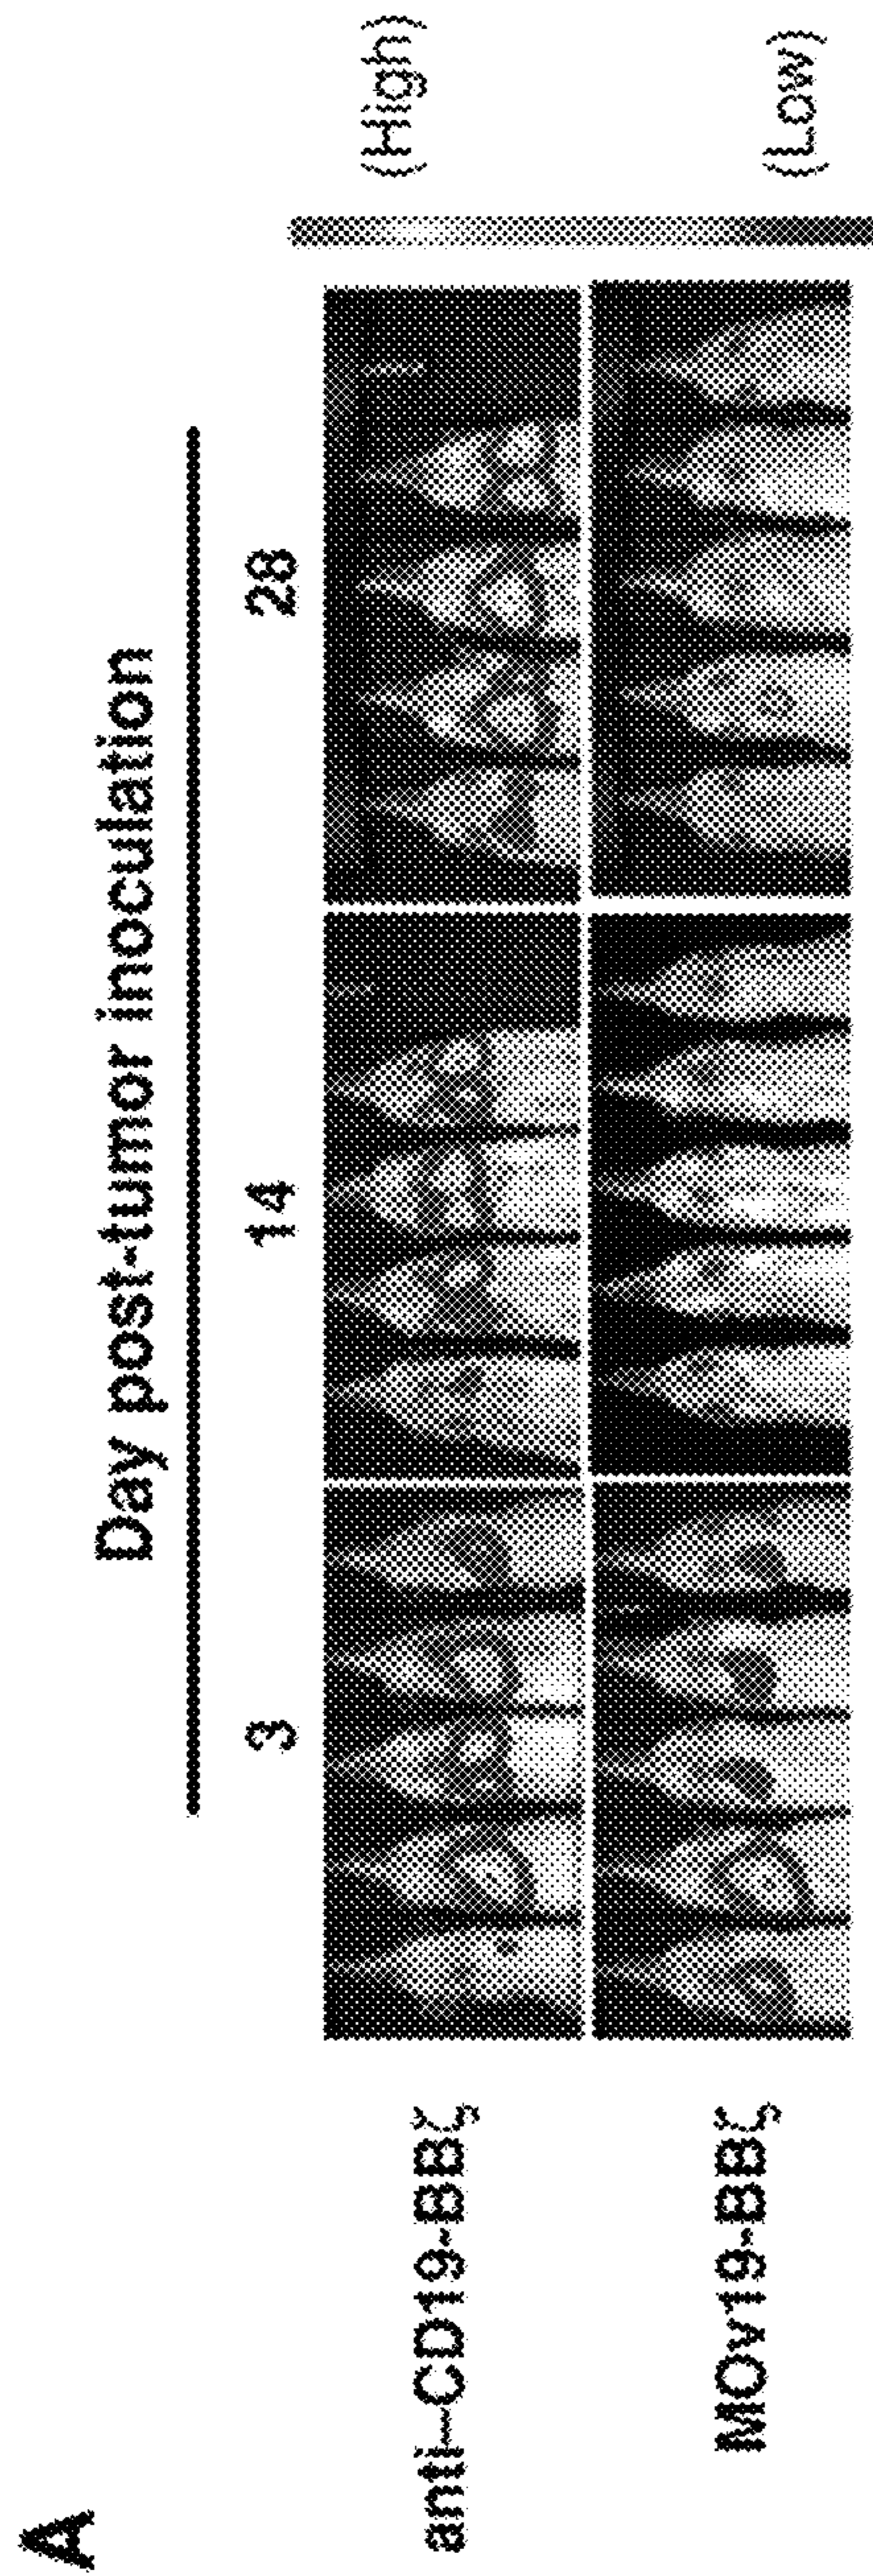 A
Day post-tumor inoculation
3 14 28
anti-CD19-BBζ
MOv19-BBζ
(High)
(Low)